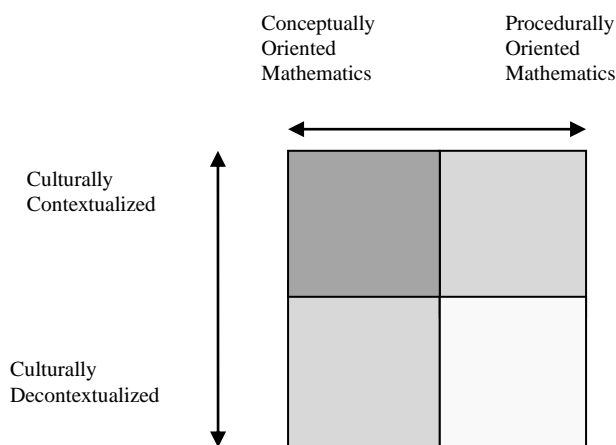 Conceptually
Oriented
Mathematics
Procedurally
Oriented
Mathematics
Culturally
Contextualized
Culturally
Decontextualized